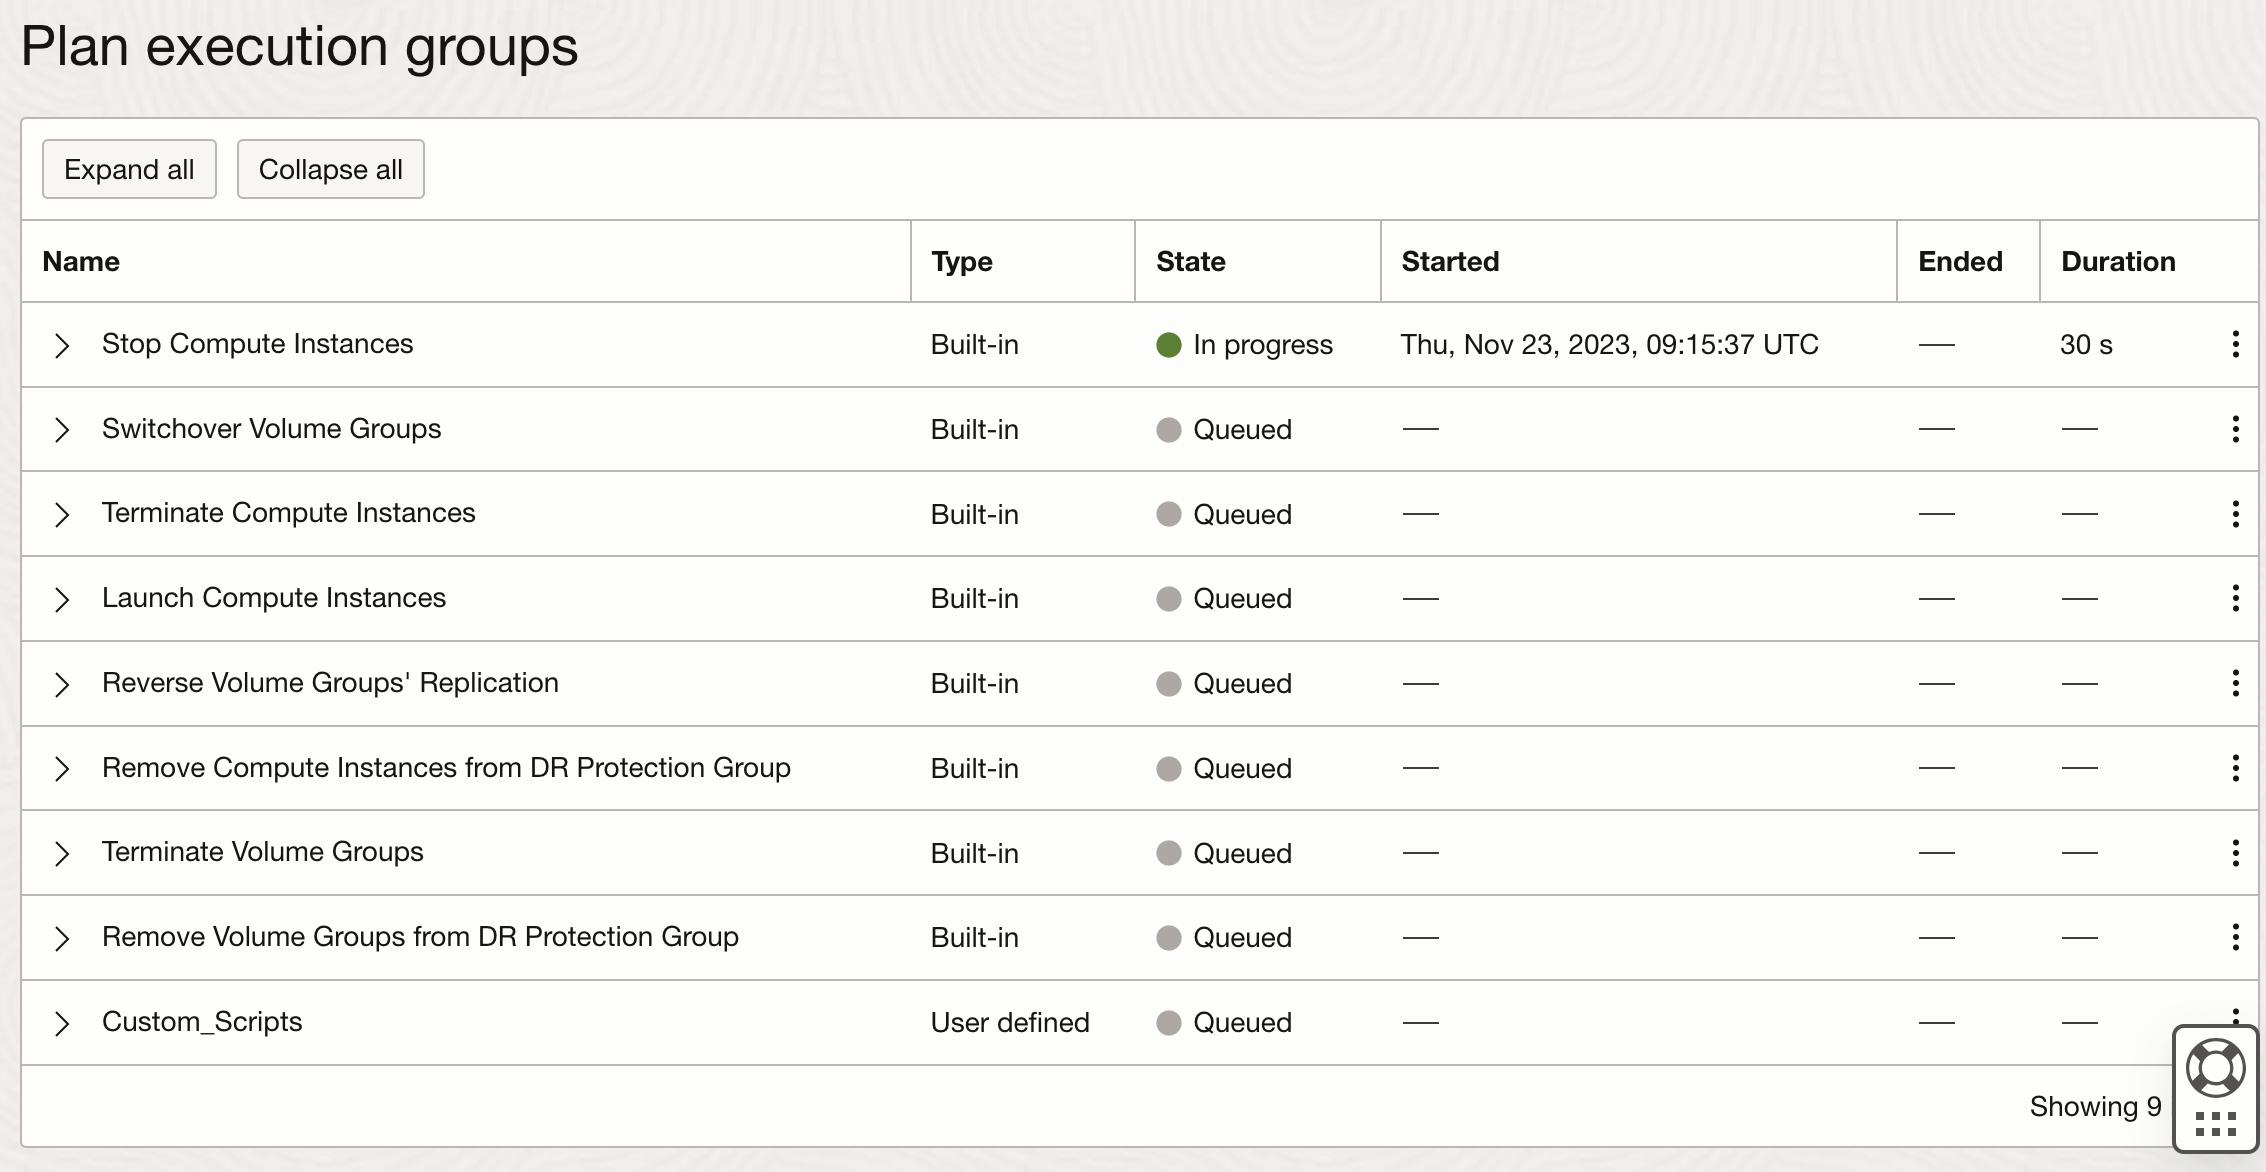 Plan execution groups
Expand all Collapse all
Name Type State Started Ended Duration
Stop Compute Instances Built-in In progress Thu, Nov 23, 2023, 09:15:37 UTC — 30 s
Switchover Volume Groups Built-in Queued — — —
Terminate Compute Instances Built-in Queued — — —
Launch Compute Instances Built-in Queued — — —
Reverse Volume Groups' Replication Built-in Queued — — —
Remove Compute Instances from DR Protection Group Built-in Queued — — —
Terminate Volume Groups Built-in Queued — — —
Remove Volume Groups from DR Protection Group Built-in Queued — — —
Custom_Scripts User defined Queued — — —
Showing 9